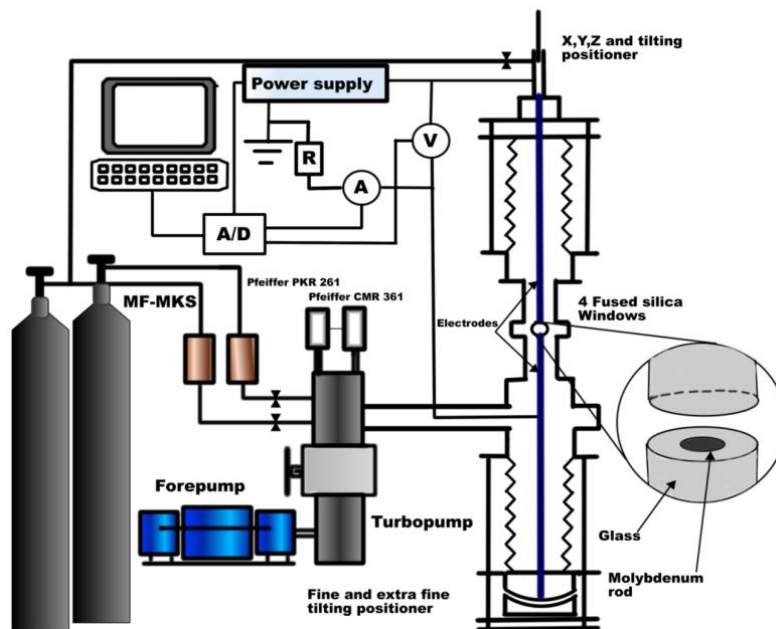 X,Y,Z and tilting
positioner
Power supply
V
R
A
A/D
Pfeiffer PKR 261
MF-MKS
Pfeiffer CMR 361
4 Fused silica
Windows
Electrodes
Forepump
Turbopump
Glass
Molybdenum
rod
Fine and extra fine
tilting positioner